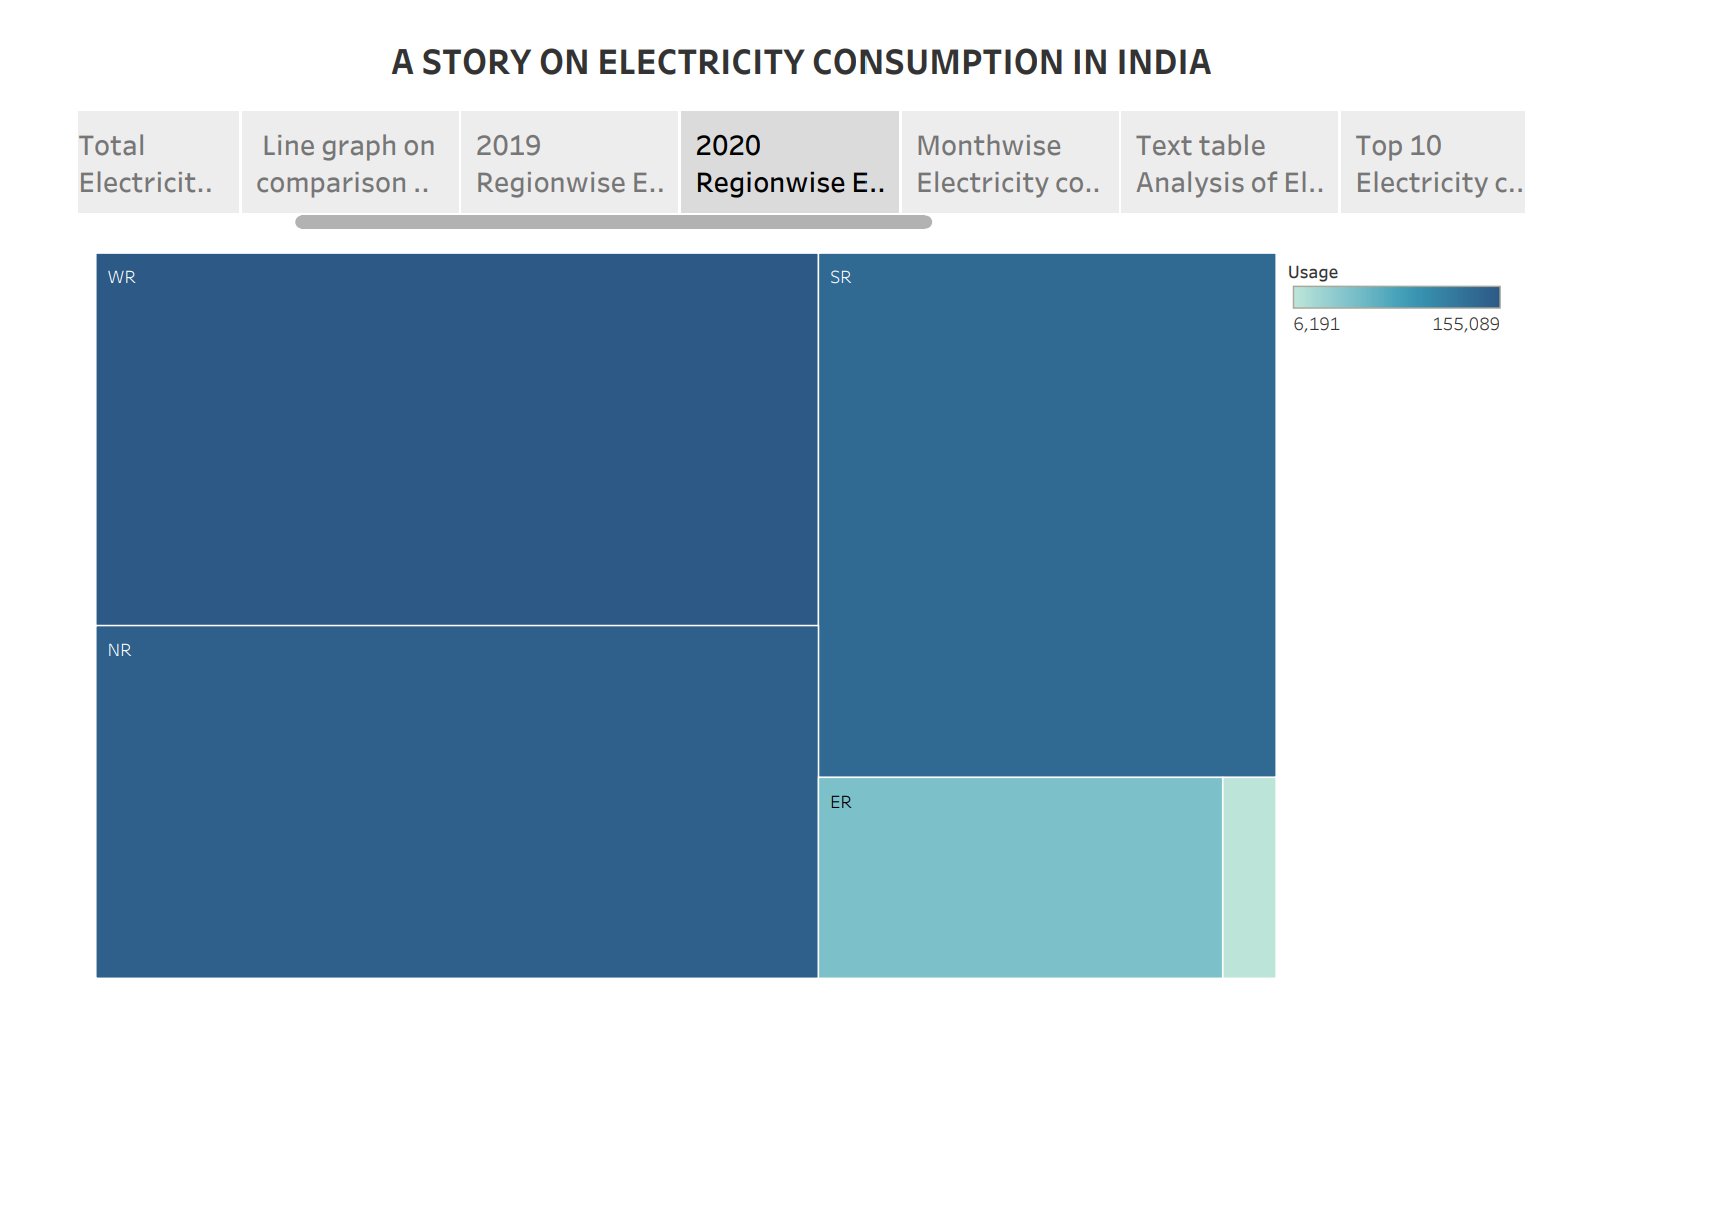 A STORY ON ELECTRICITY CONSUMPTION IN INDIA
Total
Electricit..
Line graph on
comparison ..
2019
Regionwise E..
2020
Regionwise E..
Monthwise
Electricity co..
Text table
Analysis of El..
Top 10
Electricity c..
WR
SR
NR
ER
Usage
6,191
155,089